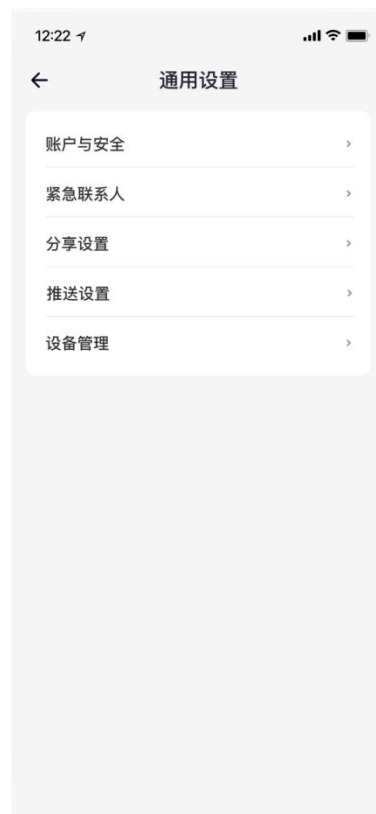 12:22
通用设置
账户与安全
紧急联系人
分享设置
推送设置
设备管理